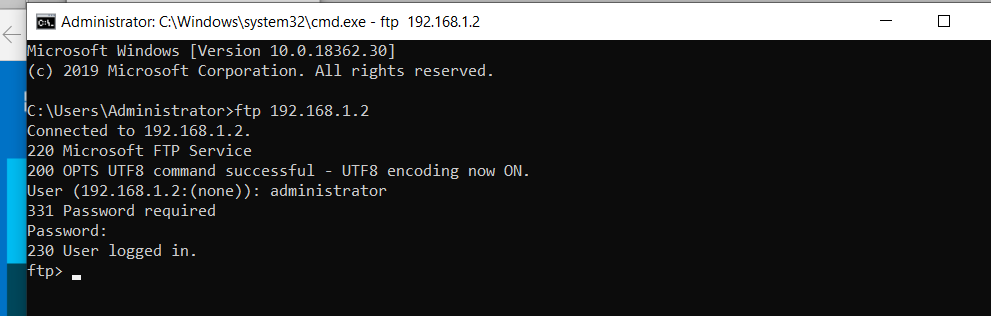 Administrator: C:\Windows\system32\cmd.exe - ftp  192.168.1.2
Microsoft Windows [Version 10.0.18362.30]
(c) 2019 Microsoft Corporation. All rights reserved.
C:\Users\Administrator>ftp 192.168.1.2
Connected to 192.168.1.2.
220 Microsoft FTP Service
200 OPTS UTF8 command successful - UTF8 encoding now ON.
User (192.168.1.2:(none)): administrator
331 Password required
Password:
230 User logged in.
ftp>